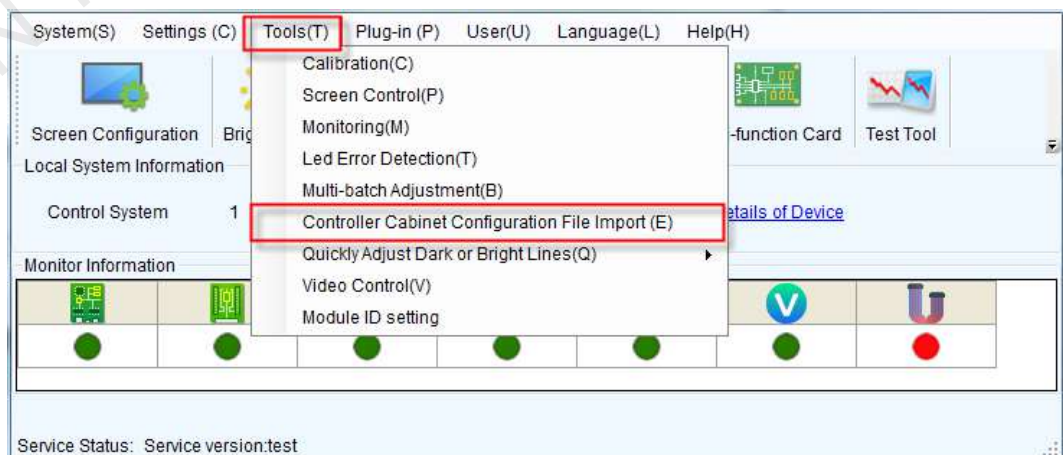 System(S) Settings (C) Tools(T) Plug-in (P) User(U) Language(L) Help(H)
Calibration(C)
Screen Control(P)
Monitoring(M)
Led Error Detection(T)
Multi-batch Adjustment(B)
Controller Cabinet Configuration File Import (E)
Quickly Adjust Dark or Bright Lines(Q)
Video Control(V)
Module ID setting
Screen Configuration Brig -function Card Test Tool
Local System Information
Control System 1 etails of Device
Monitor Information
V
Service Status: Service version:test